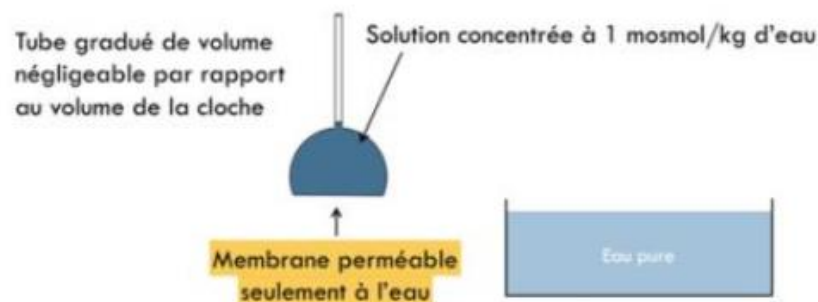 Tube gradué de volume
négligeable par rapport
au volume de la cloche
Solution concentrée à 1 mosmol/kg d'eau
Membrane perméable
seulement à l'eau
Eau pure